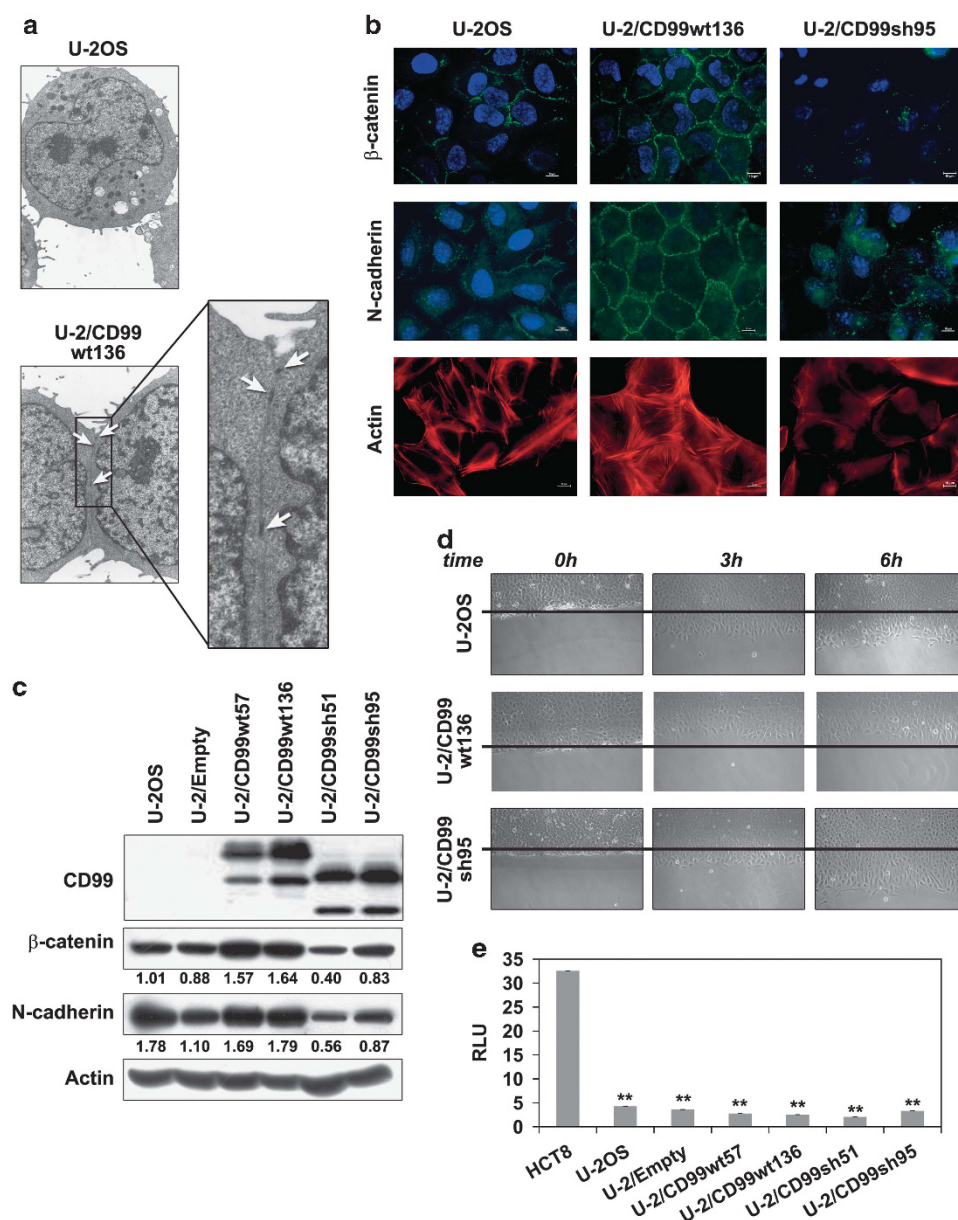 a
U-2OS
U-2/CD99
wt136
b
U-2OS U-2/CD99wt136 U-2/CD99sh95
β-catenin
N-cadherin
Actin
c
U-2OS
U-2/Empty
U-2/CD99wt57
U-2/CD99wt136
U-2/CD99sh51
U-2/CD99sh95
CD99
β-catenin
1.01 0.88 1.57 1.64 0.40 0.83
N-cadherin
1.78 1.10 1.69 1.79 0.56 0.87
Actin
d
time 0h 3h 6h
U-2OS
U-2/CD99
wt136
U-2/CD99
sh95
e
RLU
35
30
25
20
15
10
5
0
** ** ** ** ** **
HCT8
U-2OS
U-2/Empty
U-2/CD99wt57
U-2/CD99wt136
U-2/CD99sh51
U-2/CD99sh95